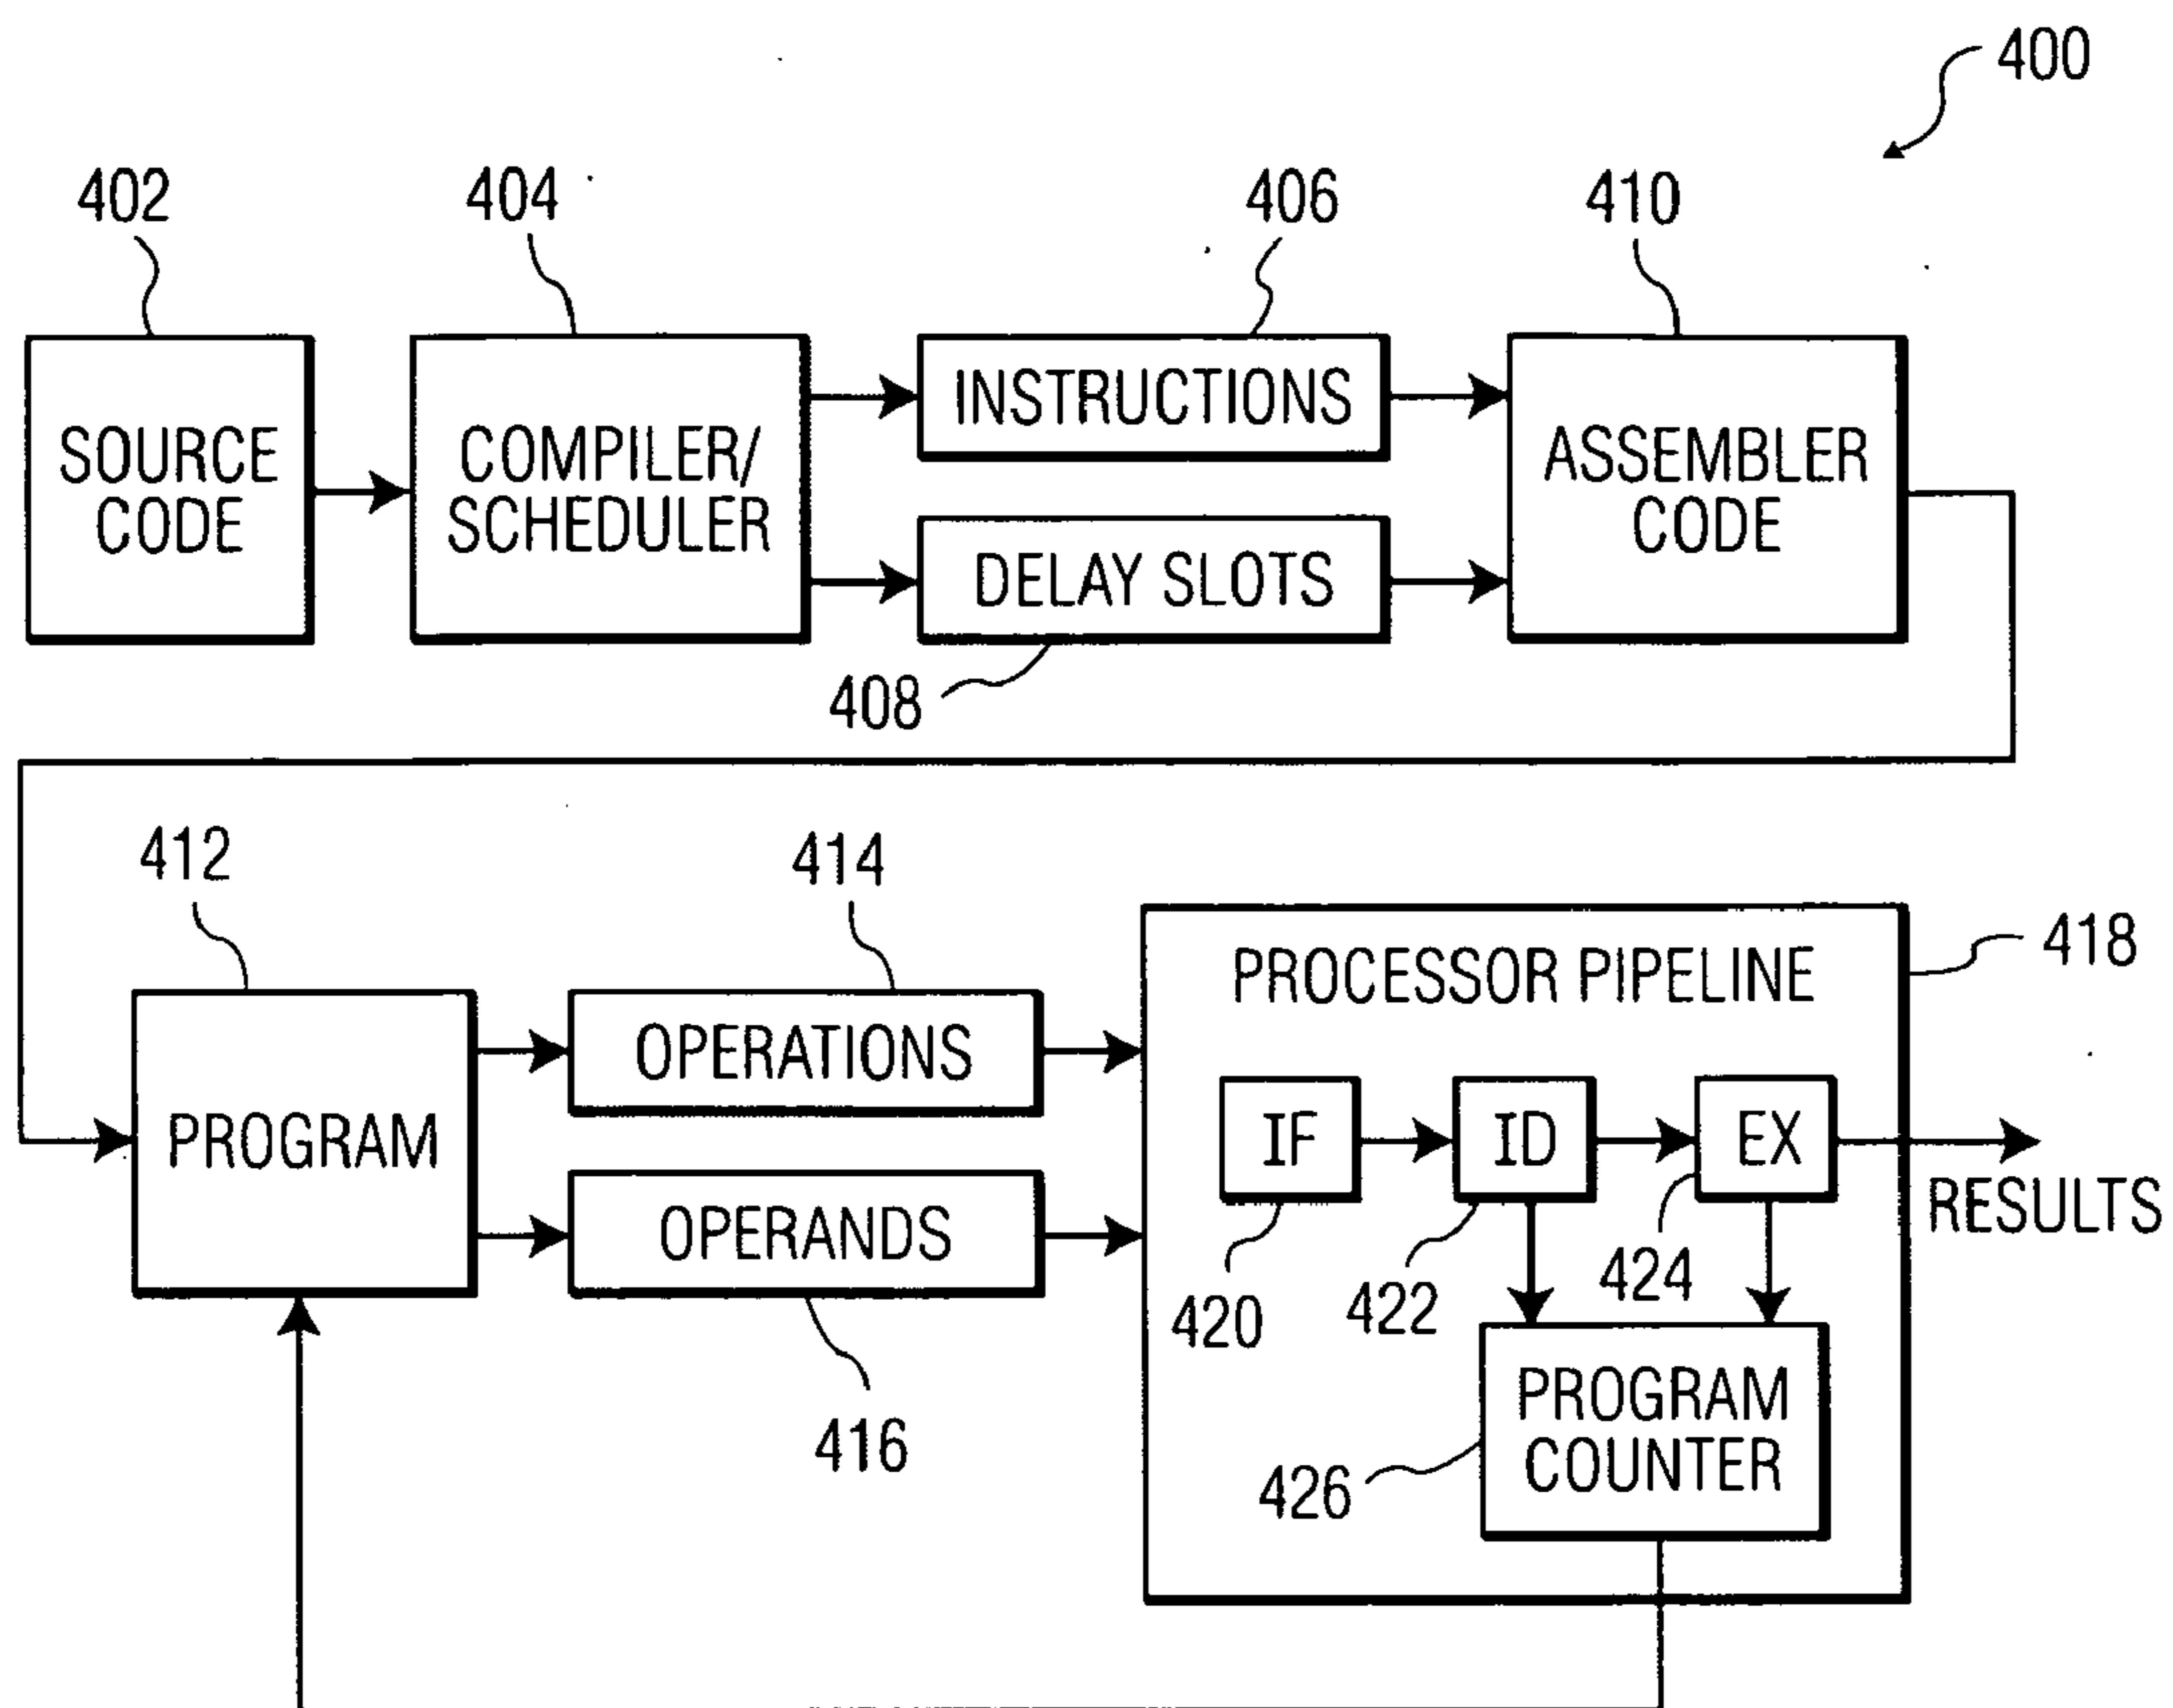 400
402
404
406
410
SOURCE
CODE
COMPILER/
SCHEDULER
INSTRUCTIONS
DELAY SLOTS
ASSEMBLER
CODE
408
412
414
418
PROCESSOR PIPELINE
PROGRAM
OPERATIONS
OPERANDS
IF
ID
EX
RESULTS
420
422
424
416
426
PROGRAM
COUNTER